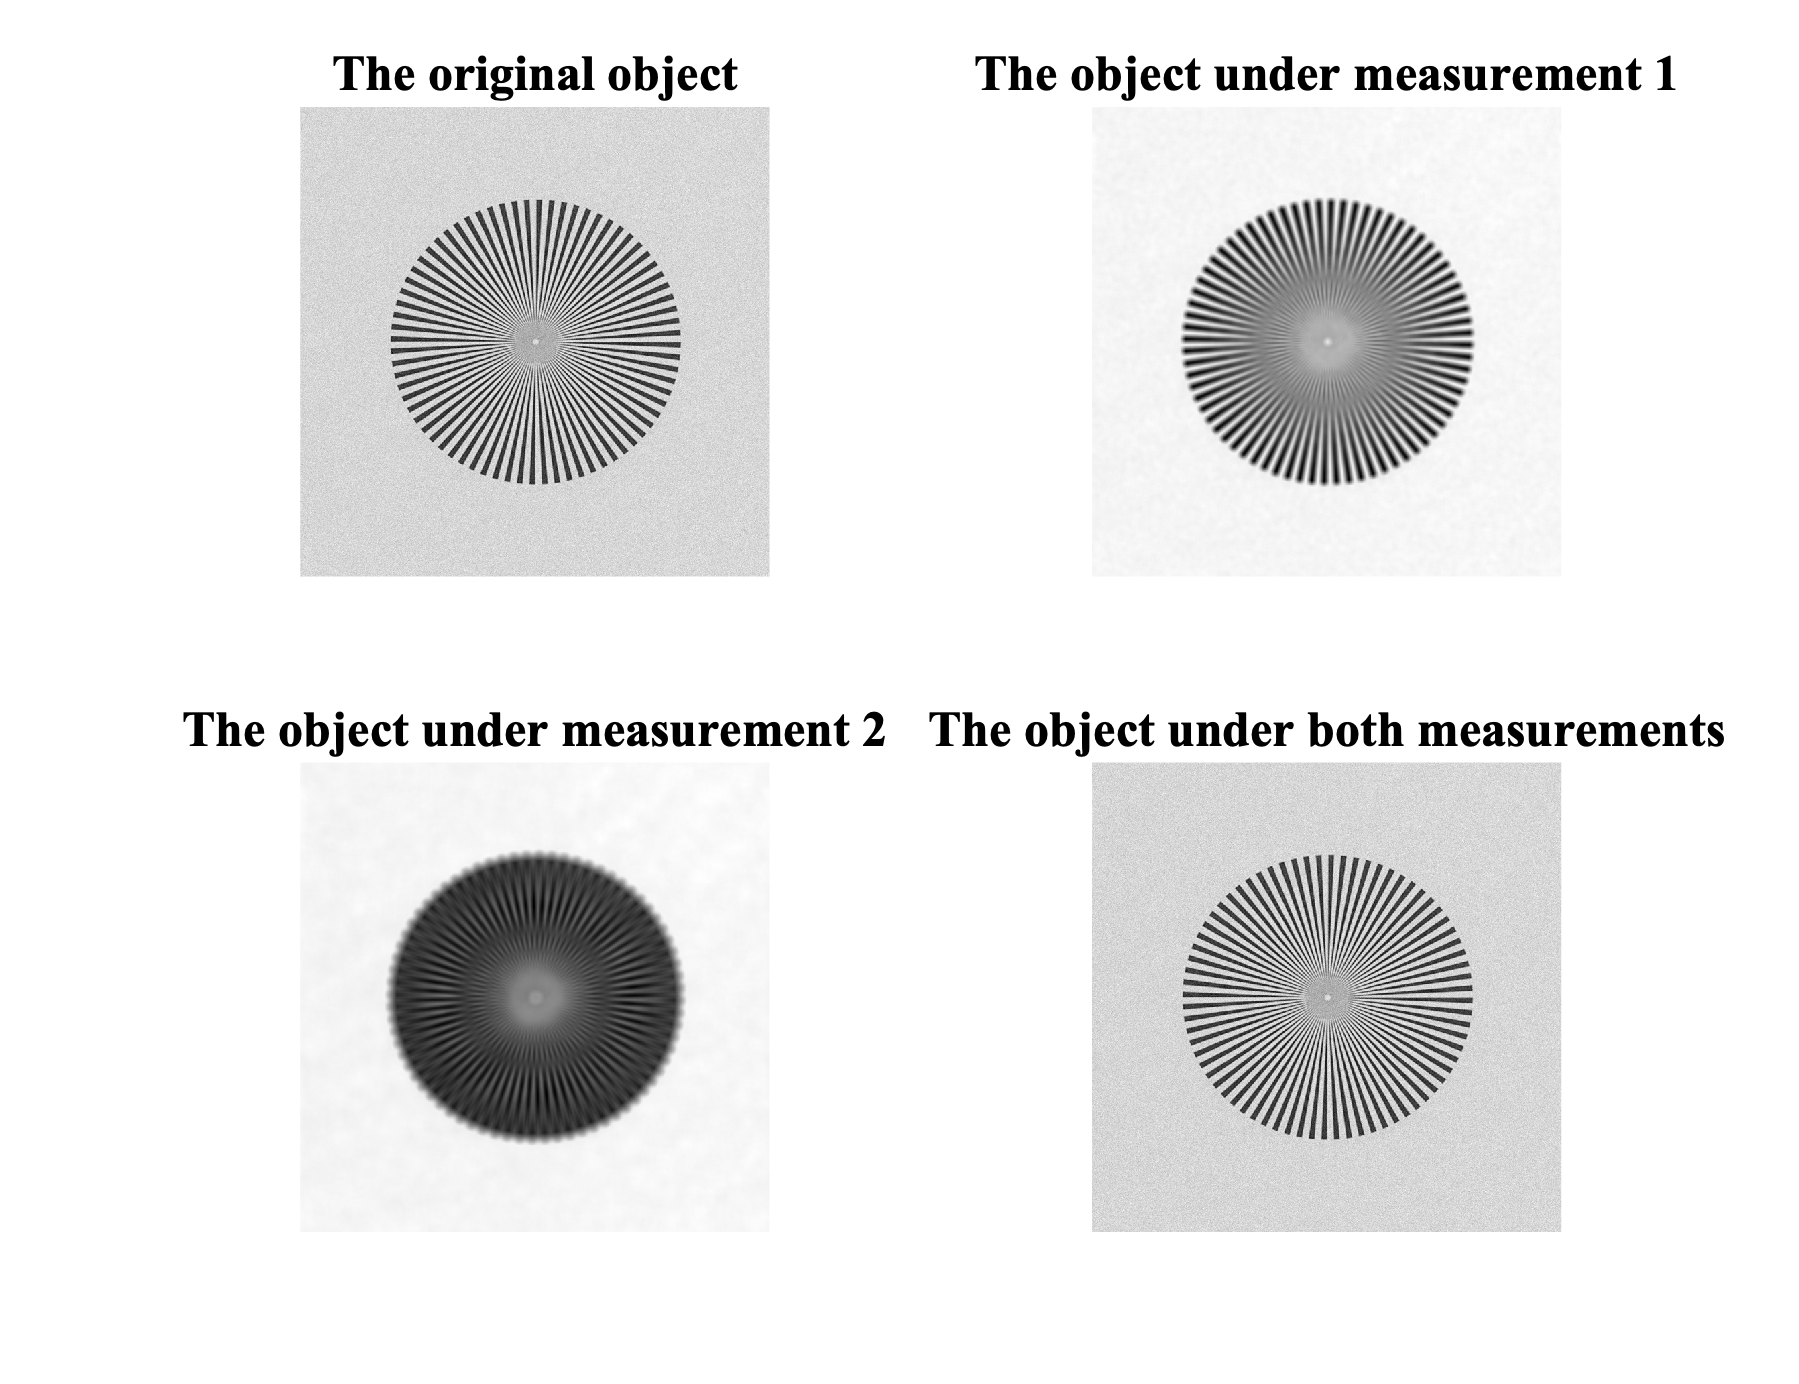 The original object
The object under measurement 1
The object under measurement 2
The object under both measurements